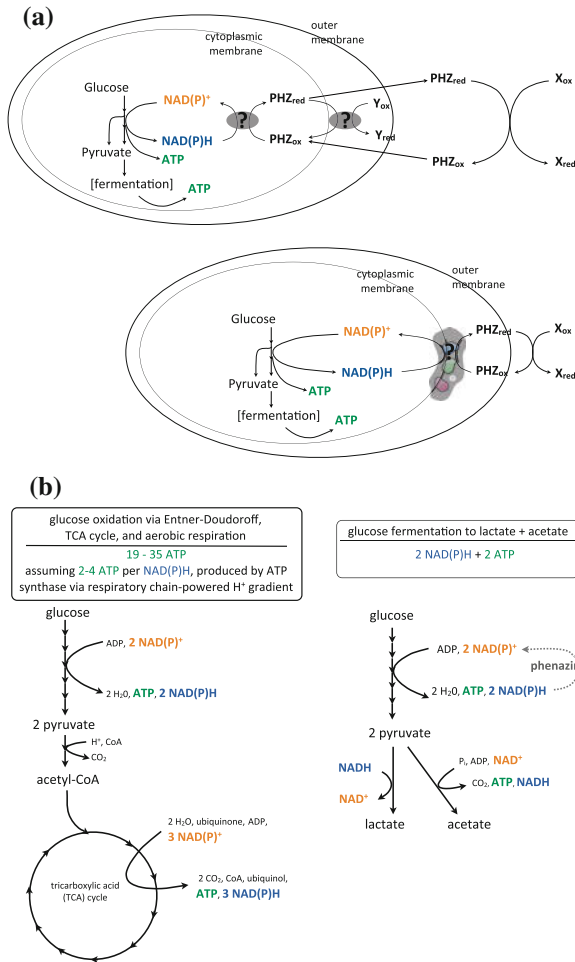 (a)
outer
membrane
cytoplasmic
membrane
Glucose
NAD(P)⁺
PHZred
Yox
PHZred
Xox
?
?
NAD(P)H
PHZox
Yred
Pyruvate
ATP
PHZox
Xred
[fermentation]
ATP
cytoplasmic
membrane
outer
membrane
Glucose
NAD(P)⁺
PHZred
Xox
?
NAD(P)H
PHZox
Xred
Pyruvate
ATP
[fermentation]
ATP
(b)
glucose oxidation via Entner-Doudoroff,
TCA cycle, and aerobic respiration
19 - 35 ATP
assuming 2-4 ATP per NAD(P)H, produced by ATP
synthase via respiratory chain-powered H⁺ gradient
glucose
ADP, 2 NAD(P)⁺
2 H₂0, ATP, 2 NAD(P)H
2 pyruvate
H⁺, CoA
CO₂
acetyl-CoA
2 H₂O, ubiquinone, ADP,
3 NAD(P)⁺
tricarboxylic acid
(TCA) cycle
2 CO₂, CoA, ubiquinol,
ATP, 3 NAD(P)H
glucose fermentation to lactate + acetate
2 NAD(P)H + 2 ATP
glucose
ADP, 2 NAD(P)⁺
2 H₂0, ATP, 2 NAD(P)H
2 pyruvate
NADH
NAD⁺
Pᵢ, ADP, NAD⁺
CO₂, ATP, NADH
lactate
acetate